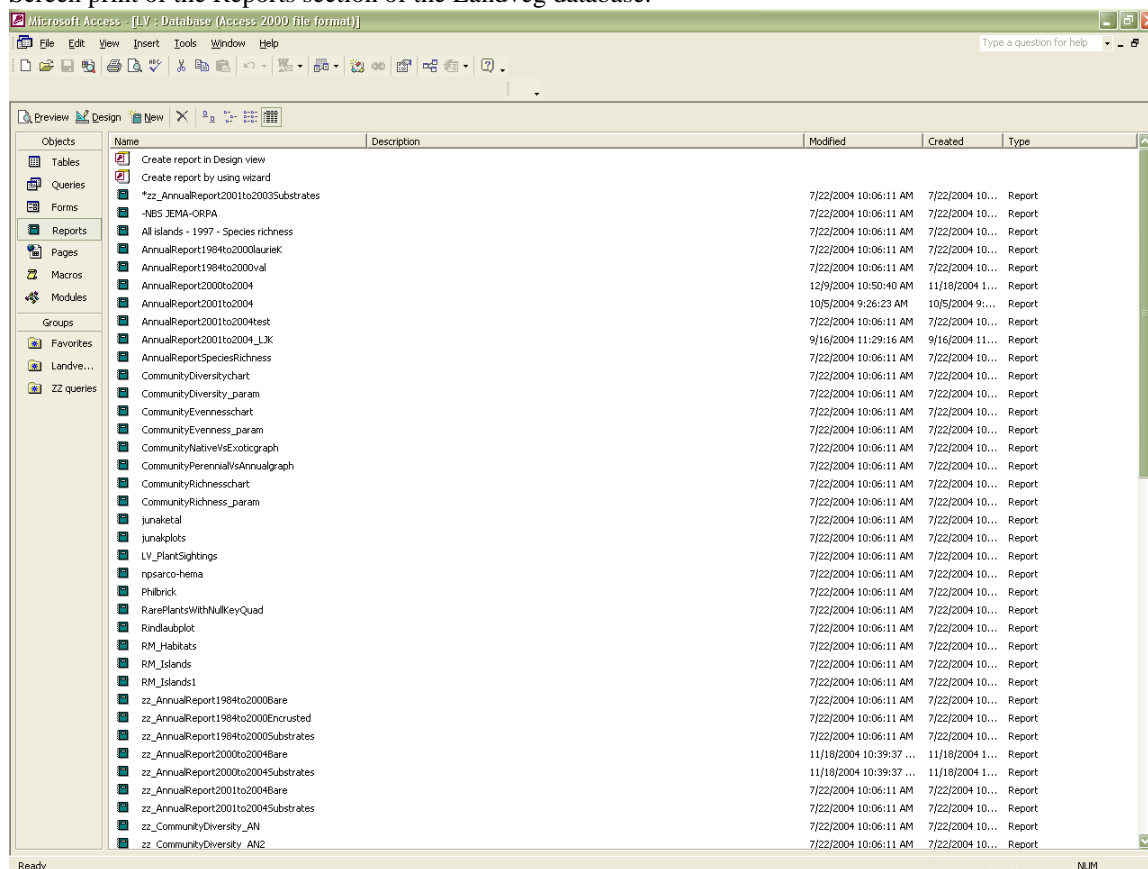 Screen print of the Reports section of the Landveg database.
Microsoft Access - [LV : Database (Access 2000 file format)]
File Edit View Insert Tools Window Help Type a question for help
Preview Design New
Objects Name Description Modified Created Type
Tables Create report in Design view
Create report by using wizard
Queries
*zz_AnnualReport2001to2003Substrates 7/22/2004 10:06:11 AM 7/22/2004 10... Report
Forms -NBS JEMA-ORPA 7/22/2004 10:06:11 AM 7/22/2004 10... Report
Reports All islands - 1997 - Species richness 7/22/2004 10:06:11 AM 7/22/2004 10... Report
Pages AnnualReport1984to2000laurieK 7/22/2004 10:06:11 AM 7/22/2004 10... Report
Macros AnnualReport1984to2000val 7/22/2004 10:06:11 AM 7/22/2004 10... Report
AnnualReport2000to2004 12/9/2004 10:50:40 AM 11/18/2004 1... Report
Modules AnnualReport2001to2004 10/5/2004 9:26:23 AM 10/5/2004 9:... Report
Groups AnnualReport2001to2004test 7/22/2004 10:06:11 AM 7/22/2004 10... Report
Favorites AnnualReport2001to2004_LJK 9/16/2004 11:29:16 AM 9/16/2004 11... Report
AnnualReportSpeciesRichness 7/22/2004 10:06:11 AM 7/22/2004 10... Report
Landve... CommunityDiversitychart 7/22/2004 10:06:11 AM 7/22/2004 10... Report
ZZ queries CommunityDiversity_param 7/22/2004 10:06:11 AM 7/22/2004 10... Report
CommunityEvennesschart 7/22/2004 10:06:11 AM 7/22/2004 10... Report
CommunityEvenness_param 7/22/2004 10:06:11 AM 7/22/2004 10... Report
CommunityNativeVsExoticgraph 7/22/2004 10:06:11 AM 7/22/2004 10... Report
CommunityPerennialVsAnnualgraph 7/22/2004 10:06:11 AM 7/22/2004 10... Report
CommunityRichnesschart 7/22/2004 10:06:11 AM 7/22/2004 10... Report
CommunityRichness_param 7/22/2004 10:06:11 AM 7/22/2004 10... Report
junaketal 7/22/2004 10:06:11 AM 7/22/2004 10... Report
junakplots 7/22/2004 10:06:11 AM 7/22/2004 10... Report
LV_PlantSightings 7/22/2004 10:06:11 AM 7/22/2004 10... Report
npsarco-hema 7/22/2004 10:06:11 AM 7/22/2004 10... Report
Philbrick 7/22/2004 10:06:11 AM 7/22/2004 10... Report
RarePlantsWithNullKeyQuad 7/22/2004 10:06:11 AM 7/22/2004 10... Report
Rindlaubplot 7/22/2004 10:06:11 AM 7/22/2004 10... Report
RM_Habitats 7/22/2004 10:06:11 AM 7/22/2004 10... Report
RM_Islands 7/22/2004 10:06:11 AM 7/22/2004 10... Report
RM_Islands1 7/22/2004 10:06:11 AM 7/22/2004 10... Report
zz_AnnualReport1984to2000Bare 7/22/2004 10:06:11 AM 7/22/2004 10... Report
zz_AnnualReport1984to2000Encrusted 7/22/2004 10:06:11 AM 7/22/2004 10... Report
zz_AnnualReport1984to2000Substrates 7/22/2004 10:06:11 AM 7/22/2004 10... Report
zz_AnnualReport2000to2004Bare 11/18/2004 10:39:37 ... 11/18/2004 1... Report
zz_AnnualReport2000to2004Substrates 11/18/2004 10:39:37 ... 11/18/2004 1... Report
zz_AnnualReport2001to2004Bare 7/22/2004 10:06:11 AM 7/22/2004 10... Report
zz_AnnualReport2001to2004Substrates 7/22/2004 10:06:11 AM 7/22/2004 10... Report
zz_CommunityDiversity_AN 7/22/2004 10:06:11 AM 7/22/2004 10... Report
zz_CommunityDiversity_AN2 7/22/2004 10:06:11 AM 7/22/2004 10... Report
Ready NUM